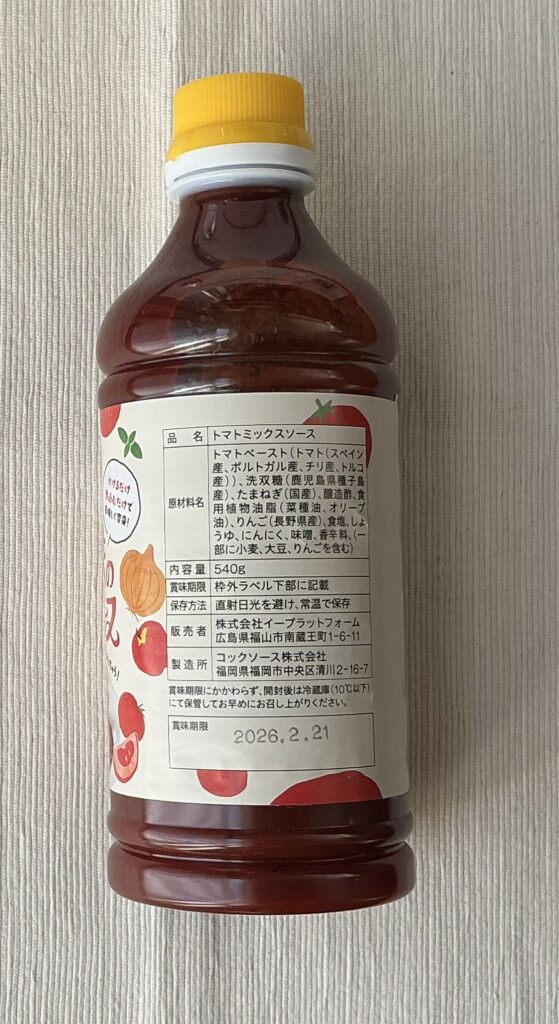 品名 トマトミックスソース
原材料名
トマトペースト(トマト(スペイン
産、ポルトガル産、チリ産、トルコ
産))、洗双糖(鹿児島県種子島
産)、たまねぎ(国産)、醸造酢、食
用植物油脂(菜種油、オリーブ
油)、りんご(長野県産)、食塩、しょ
うゆ、にんにく、味噌、香辛料、(一
部に小麦、大豆、りんごを含む)
内容量 540g
賞味期限 枠外ラベル下部に記載
保存方法 直射日光を避け、常温で保存
販売者
株式会社イープラットフォーム
広島県福山市南蔵王町1-6-11
製造所
コックソース株式会社
福岡県福岡市中央区清川2-16-7
賞味期限にかかわらず、開封後は冷蔵庫(10℃以下)
にて保管してお早めにお召し上がりください。
賞味期限
2026.2.21
かけるだけ
の
ス